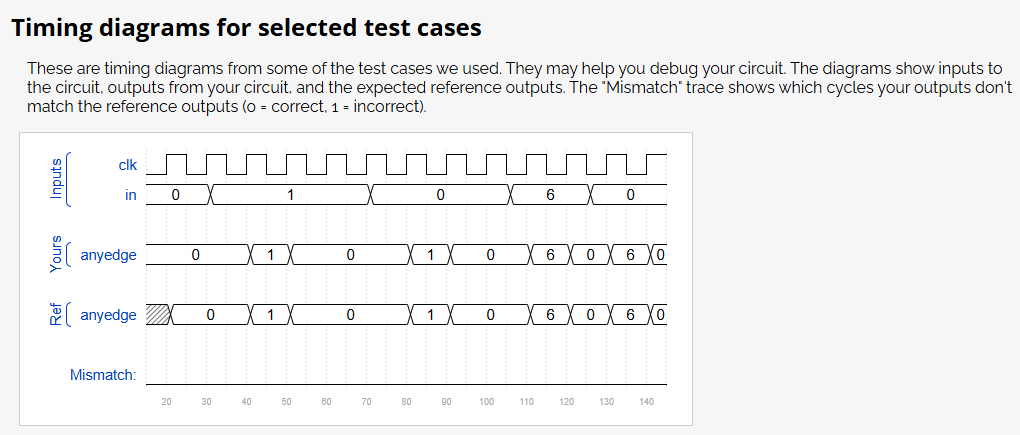 Timing diagrams for selected test cases
These are timing diagrams from some of the test cases we used. They may help you debug your circuit. The diagrams show inputs to
the circuit, outputs from your circuit, and the expected reference outputs. The "Mismatch" trace shows which cycles your outputs don't
match the reference outputs (0 = correct, 1 = incorrect).
Inputs
clk
in 0 1 0 6 0
Yours
anyedge 0 1 0 1 0 6 0 6 0
Ref
anyedge 0 1 0 1 0 6 0 6 0
Mismatch:
20 30 40 50 60 70 80 90 100 110 120 130 140